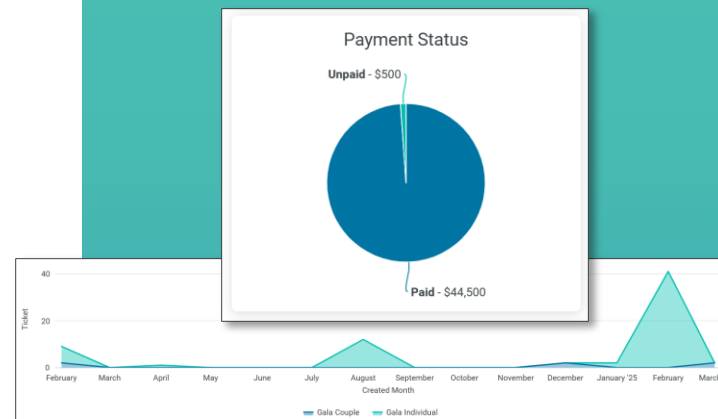 Payment Status
Unpaid - $500
Paid - $44,500
40
20
0
Ticket
February March April May June July August September October November December January '25 February March
Created Month
Gala Couple Gala Individual